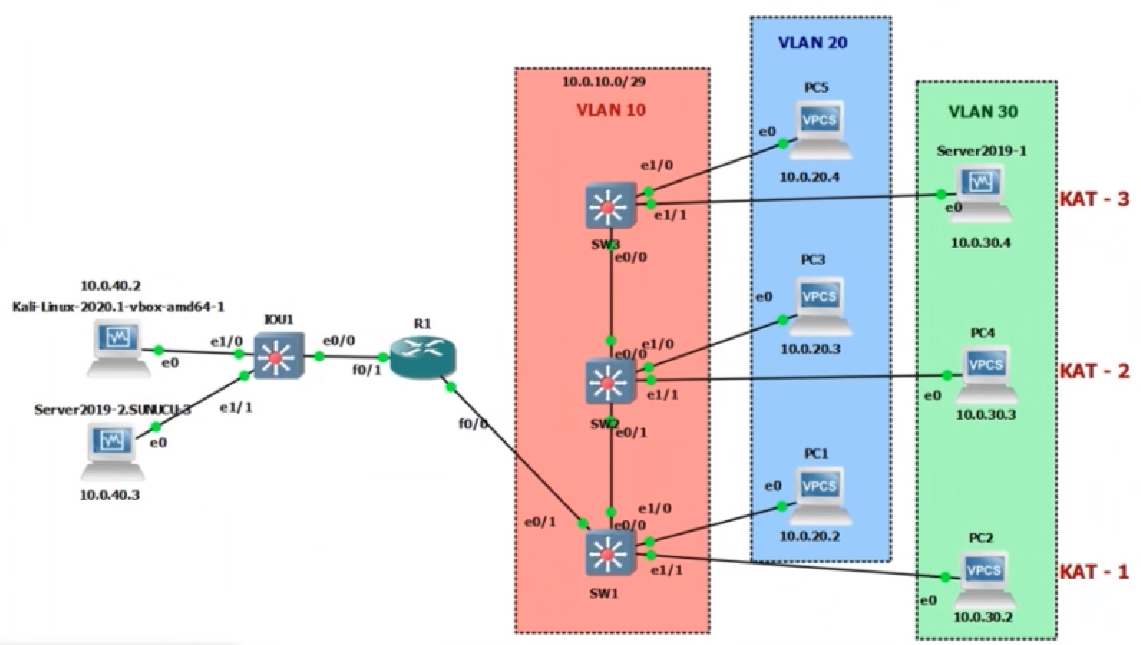 VLAN 20
10.0.10.0/29
VLAN 10
VLAN 30
PC5
VPCS
e0
10.0.20.4
Server2019-1
e0
10.0.30.4
KAT - 3
e1/0
e1/1
SW3
e0/0
PC3
VPCS
e0
10.0.20.3
10.0.40.2
Kali-Linux-2020.1-vbox-amd64-1
e0
IOU1
e1/0
e0/0
e1/1
R1
f0/1
f0/0
e0/0
e1/0
e1/1
SW2
e0/1
PC4
VPCS
e0
10.0.30.3
KAT - 2
Server2019-2.SUNUCU-3
e0
10.0.40.3
PC1
VPCS
e0
10.0.20.2
e0/1
e1/0
e0/0
e1/1
SW1
PC2
VPCS
e0
10.0.30.2
KAT - 1